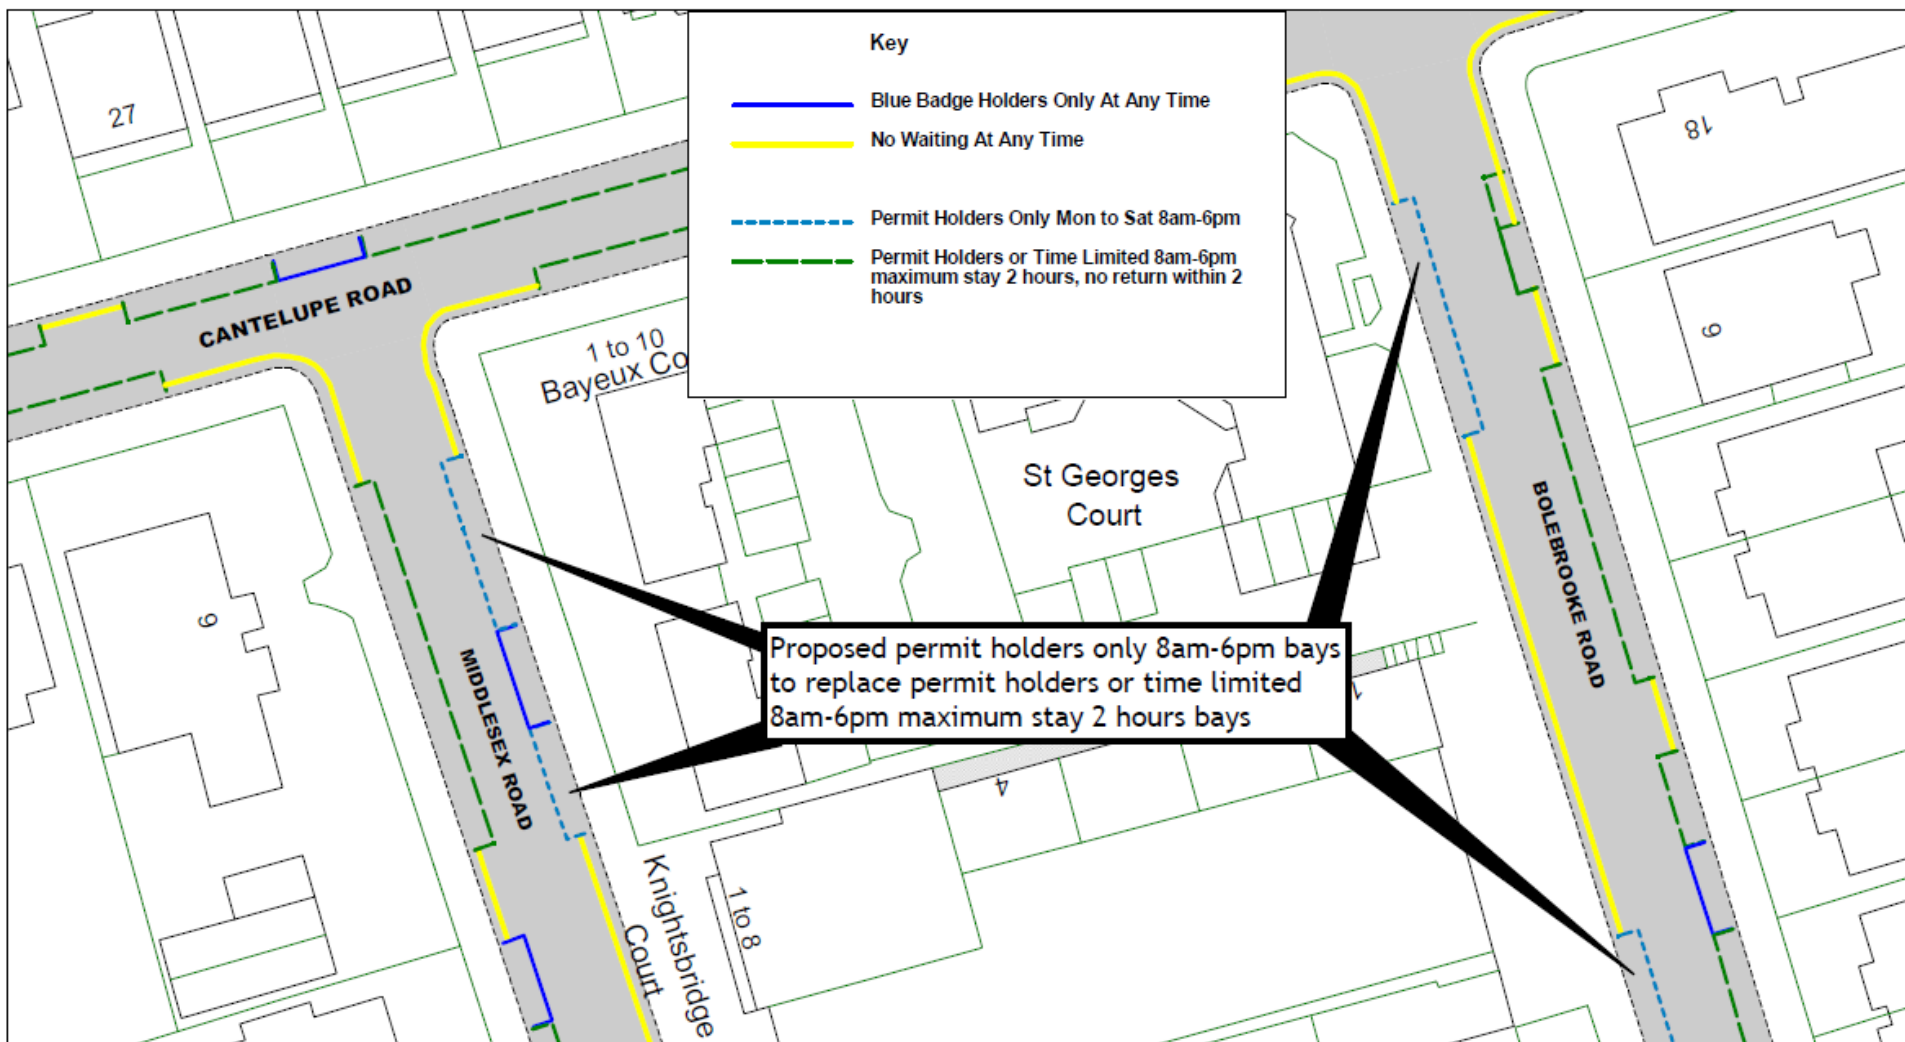 Key
Blue Badge Holders Only At Any Time
No Waiting At Any Time
Permit Holders Only Mon to Sat 8am-6pm
Permit Holders or Time Limited 8am-6pm
maximum stay 2 hours, no return within 2
hours
27
18
CANTELUPE ROAD
1 to 10
Bayeux Co
9
St Georges
Court
BOLEBROOKE ROAD
9
MIDDLESEX ROAD
Proposed permit holders only 8am-6pm bays
to replace permit holders or time limited
8am-6pm maximum stay 2 hours bays
4
Knightsbridge
Court
1 to 8